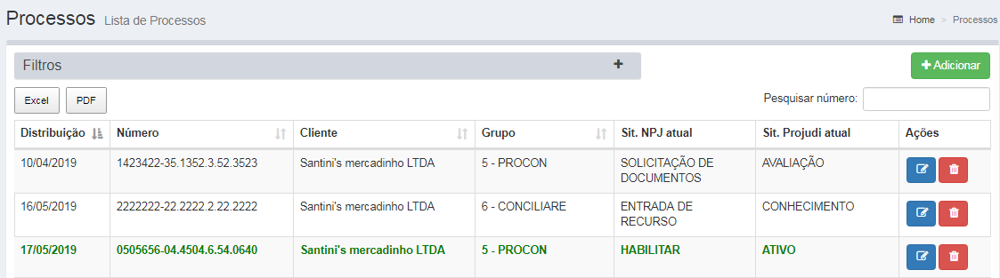 Processos Lista de Processos Home > Processos
Filtros + Adicionar
Excel PDF Pesquisar número:
Distribuição Número Cliente Grupo Sit. NPJ atual Sit. Projudi atual Ações
10/04/2019 1423422-35.1352.3.52.3523 Santini's mercadinho LTDA 5 - PROCON SOLICITAÇÃO DE AVALIAÇÃO
DOCUMENTOS
16/05/2019 2222222-22.2222.2.22.2222 Santini's mercadinho LTDA 6 - CONCILIARE ENTRADA DE CONHECIMENTO
RECURSO
17/05/2019 0505656-04.4504.6.54.0640 Santini's mercadinho LTDA 5 - PROCON HABILITAR ATIVO